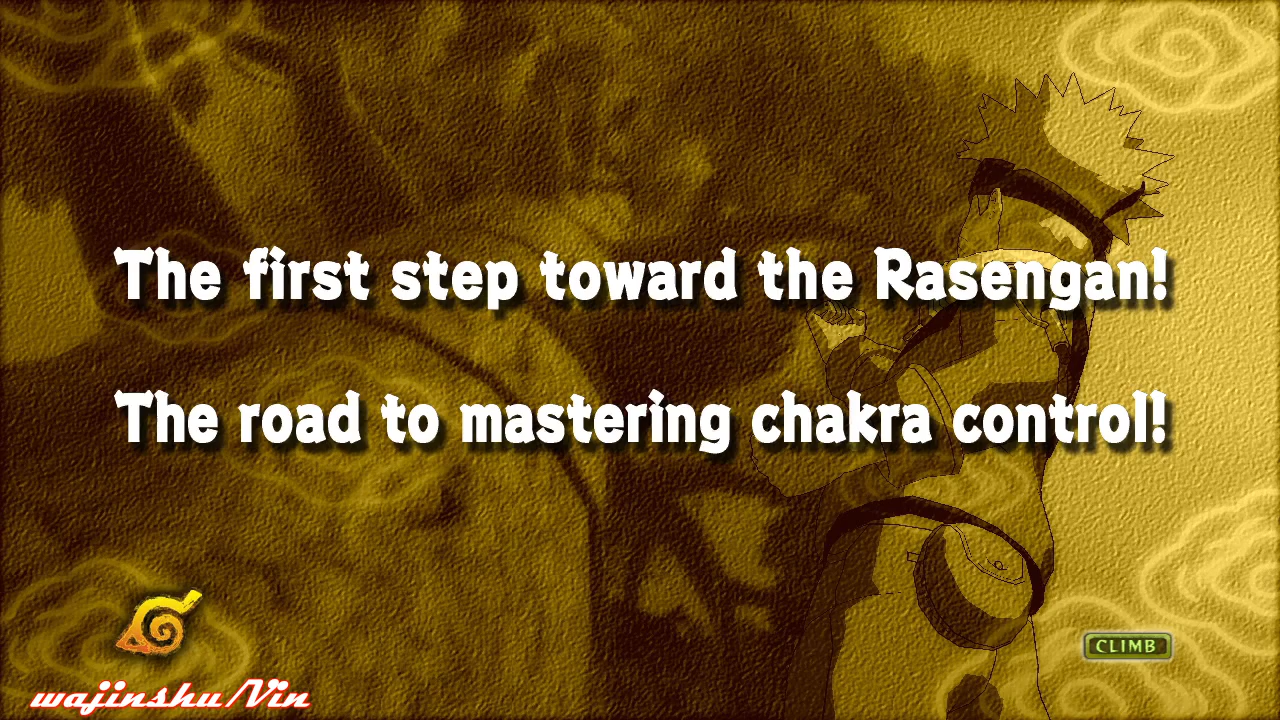 The first step toward the Rasengan!
The road to mastering chakra control!
CLIMB
wajinshu/Vin